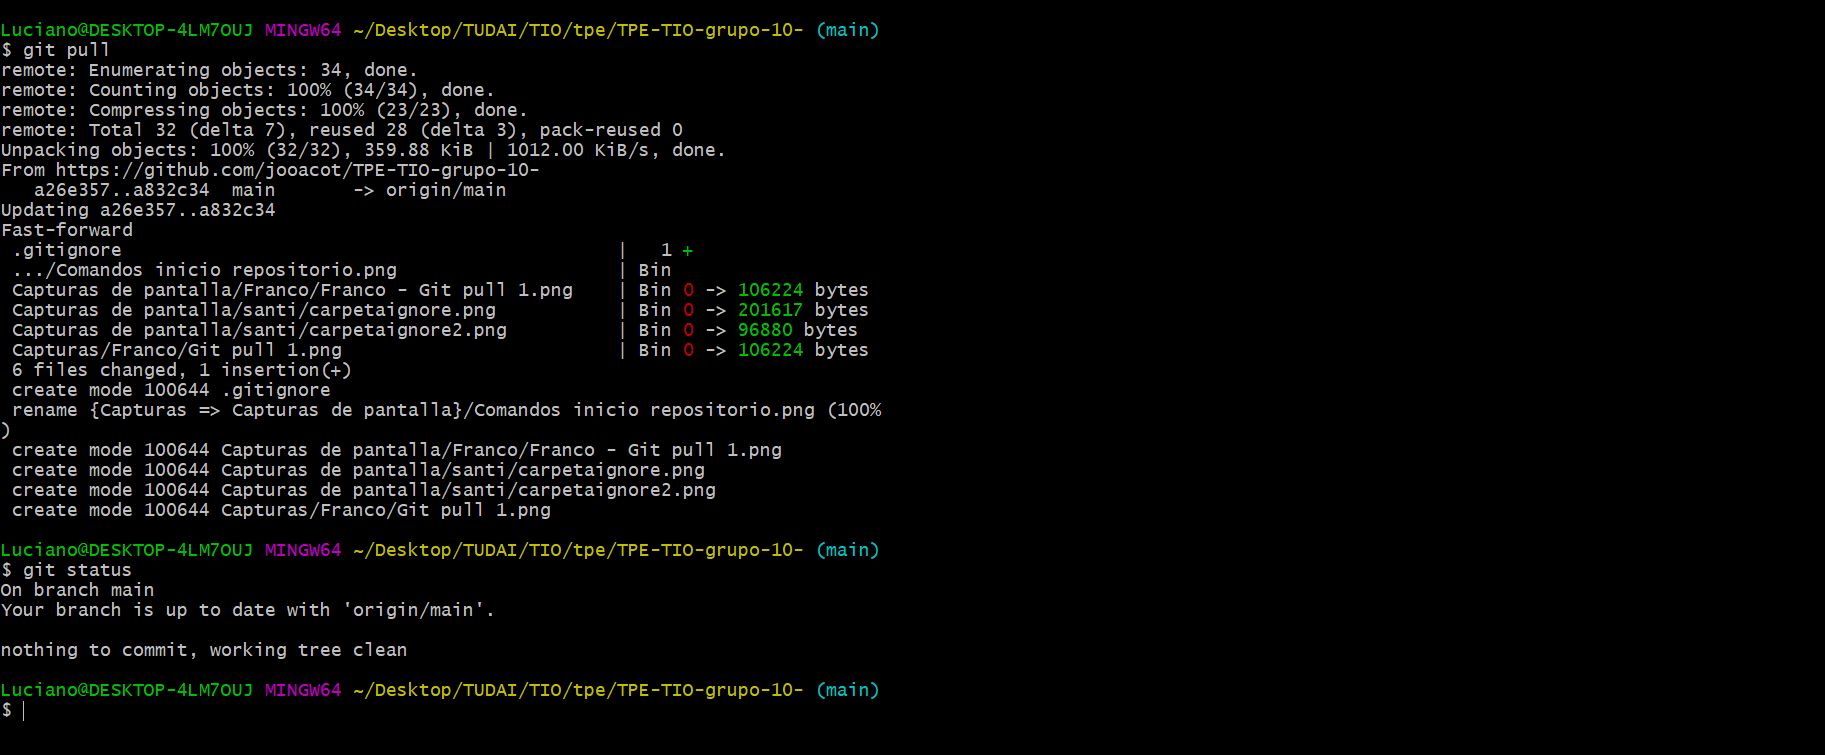 Luciano@DESKTOP-4LM7OUJ MINGW64 ~/Desktop/TUDAI/TIO/tpe/TPE-TIO-grupo-10- (main)
$ git pull
remote: Enumerating objects: 34, done.
remote: Counting objects: 100% (34/34), done.
remote: Compressing objects: 100% (23/23), done.
remote: Total 32 (delta 7), reused 28 (delta 3), pack-reused 0
Unpacking objects: 100% (32/32), 359.88 KiB | 1012.00 KiB/s, done.
From https://github.com/jooacot/TPE-TIO-grupo-10-
   a26e357..a832c34  main       -> origin/main
Updating a26e357..a832c34
Fast-forward
 .gitignore                                             |   1 +
 .../Comandos inicio repositorio.png                    | Bin
 Capturas de pantalla/Franco/Franco - Git pull 1.png    | Bin 0 -> 106224 bytes
 Capturas de pantalla/santi/carpetaignore.png           | Bin 0 -> 201617 bytes
 Capturas de pantalla/santi/carpetaignore2.png          | Bin 0 -> 96880 bytes
 Capturas/Franco/Git pull 1.png                         | Bin 0 -> 106224 bytes
 6 files changed, 1 insertion(+)
 create mode 100644 .gitignore
 rename {Capturas => Capturas de pantalla}/Comandos inicio repositorio.png (100%
)
 create mode 100644 Capturas de pantalla/Franco/Franco - Git pull 1.png
 create mode 100644 Capturas de pantalla/santi/carpetaignore.png
 create mode 100644 Capturas de pantalla/santi/carpetaignore2.png
 create mode 100644 Capturas/Franco/Git pull 1.png

Luciano@DESKTOP-4LM7OUJ MINGW64 ~/Desktop/TUDAI/TIO/tpe/TPE-TIO-grupo-10- (main)
$ git status
On branch main
Your branch is up to date with 'origin/main'.

nothing to commit, working tree clean

Luciano@DESKTOP-4LM7OUJ MINGW64 ~/Desktop/TUDAI/TIO/tpe/TPE-TIO-grupo-10- (main)
$